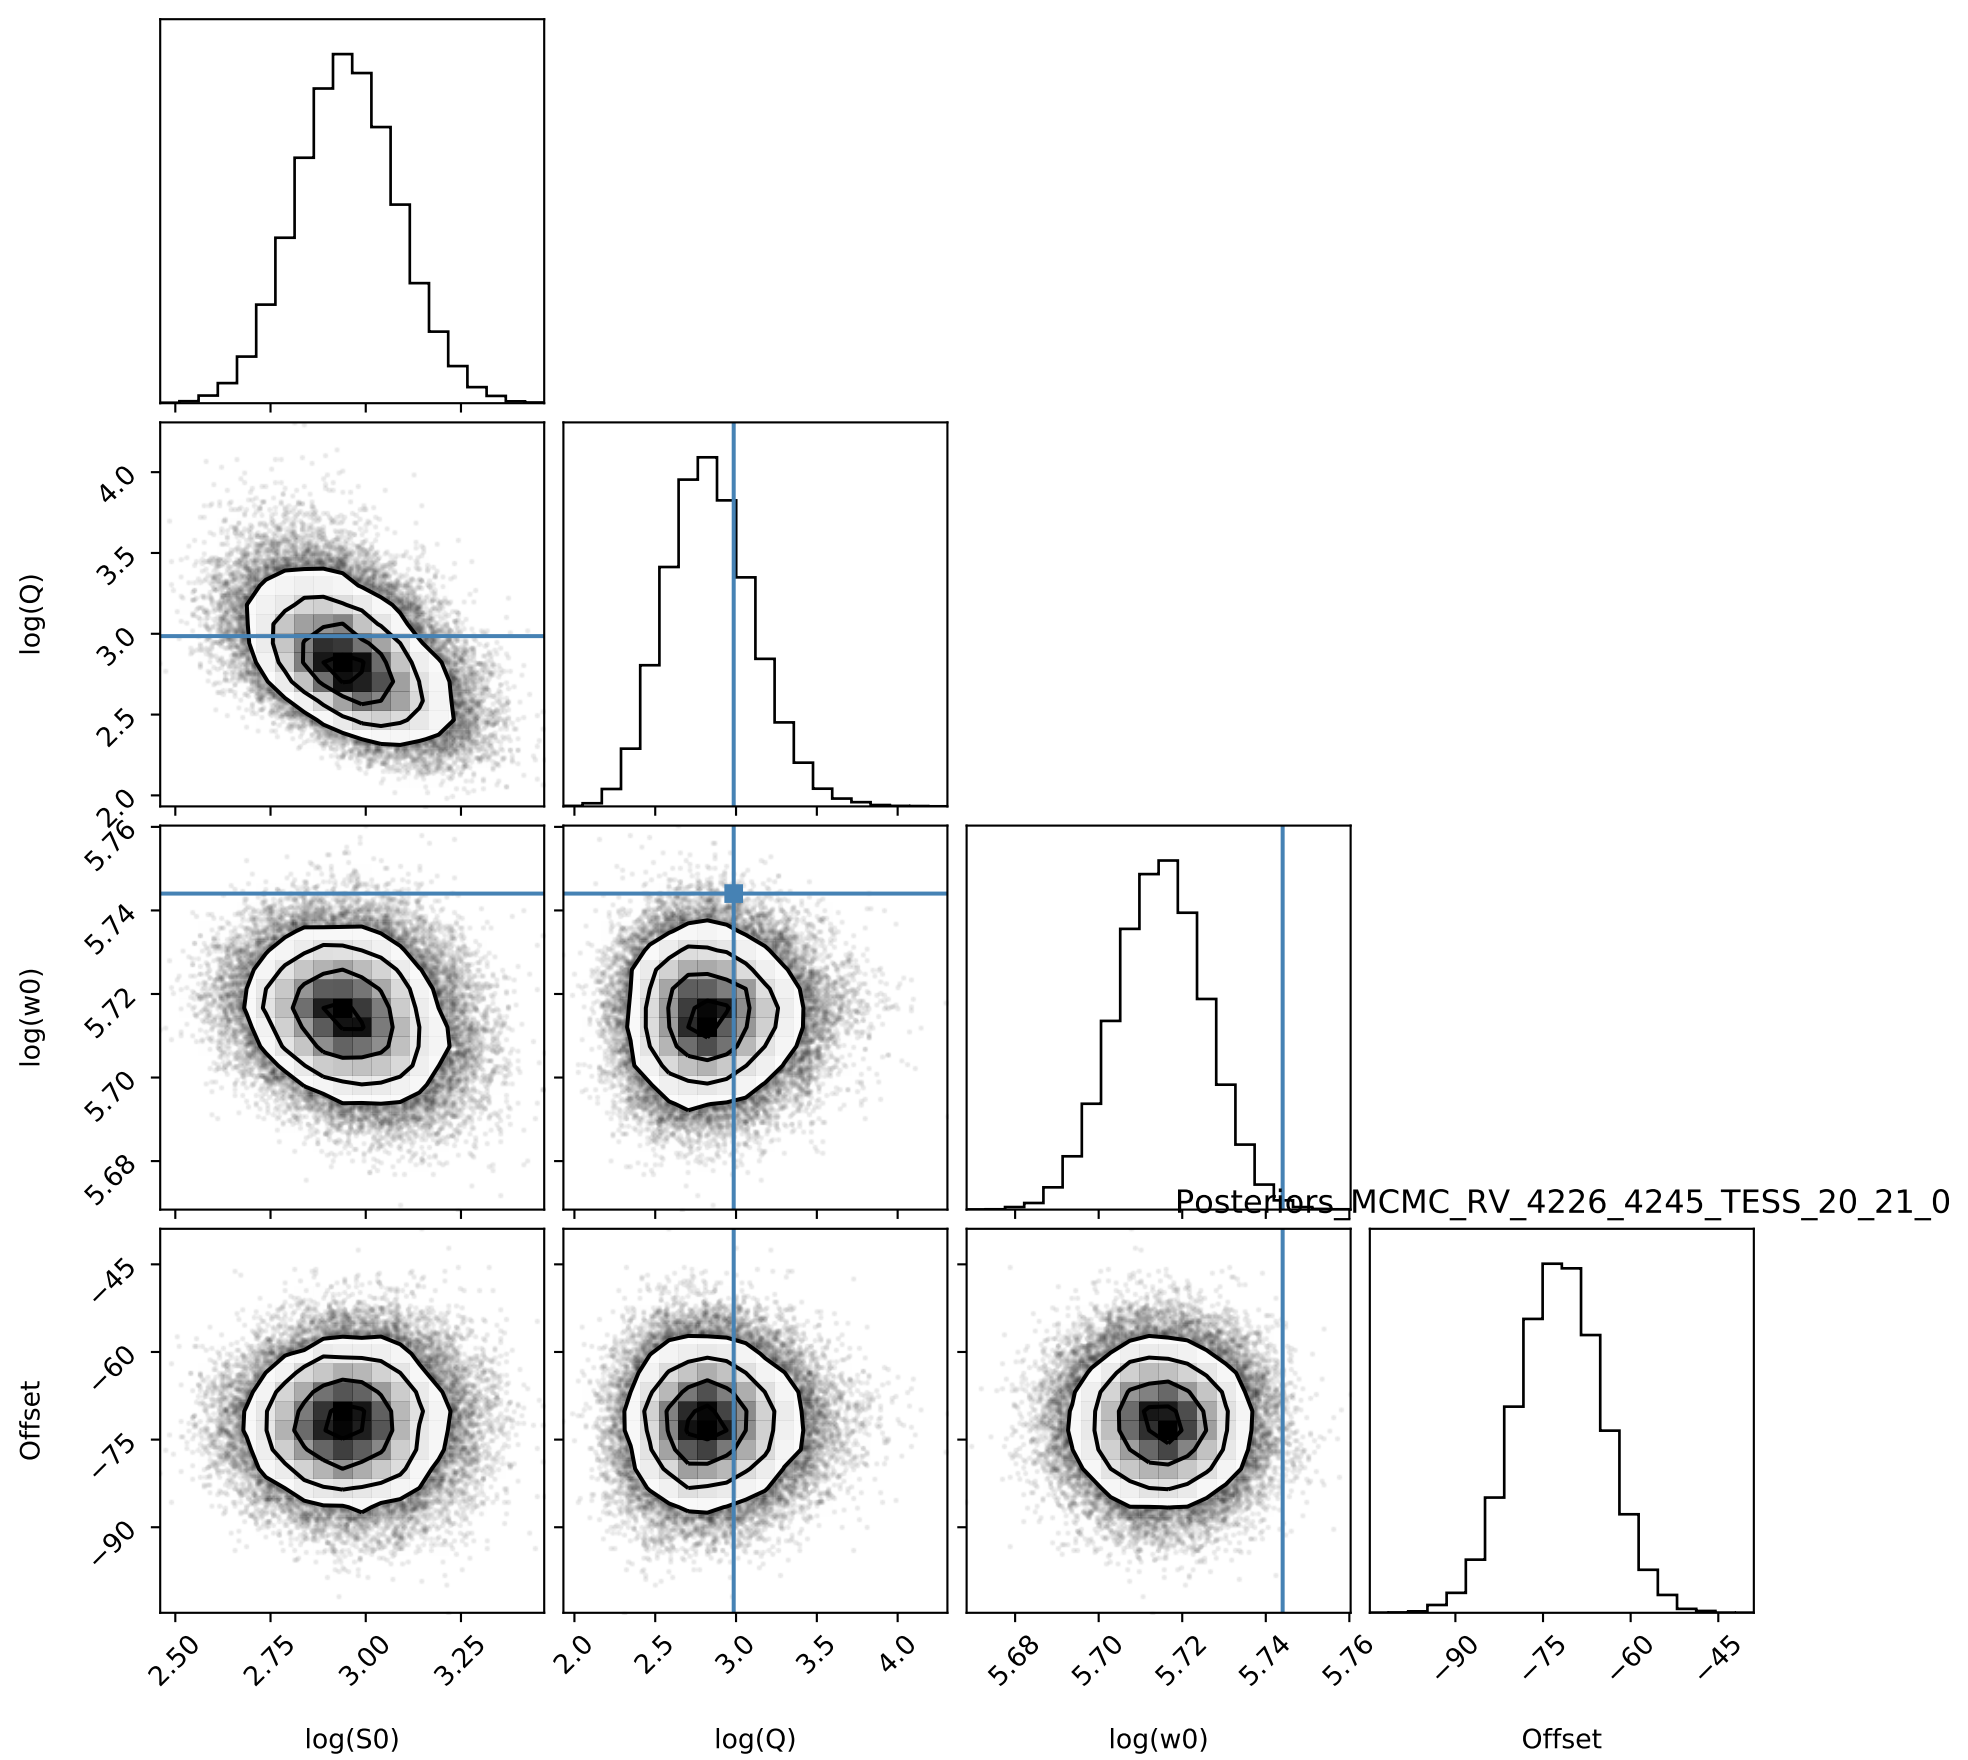 log(Q)
4.0
3.5
3.0
2.5
2.0
log(w0)
5.76
5.74
5.72
5.70
5.68
Posteriors_MCMC_RV_4226_4245_TESS_20_21_0
Offset
−45
−60
−75
−90
2.50 2.75 3.00 3.25
2.0 2.5 3.0 3.5 4.0
5.68 5.70 5.72 5.74 5.76
−90 −75 −60 −45
log(S0) log(Q) log(w0) Offset